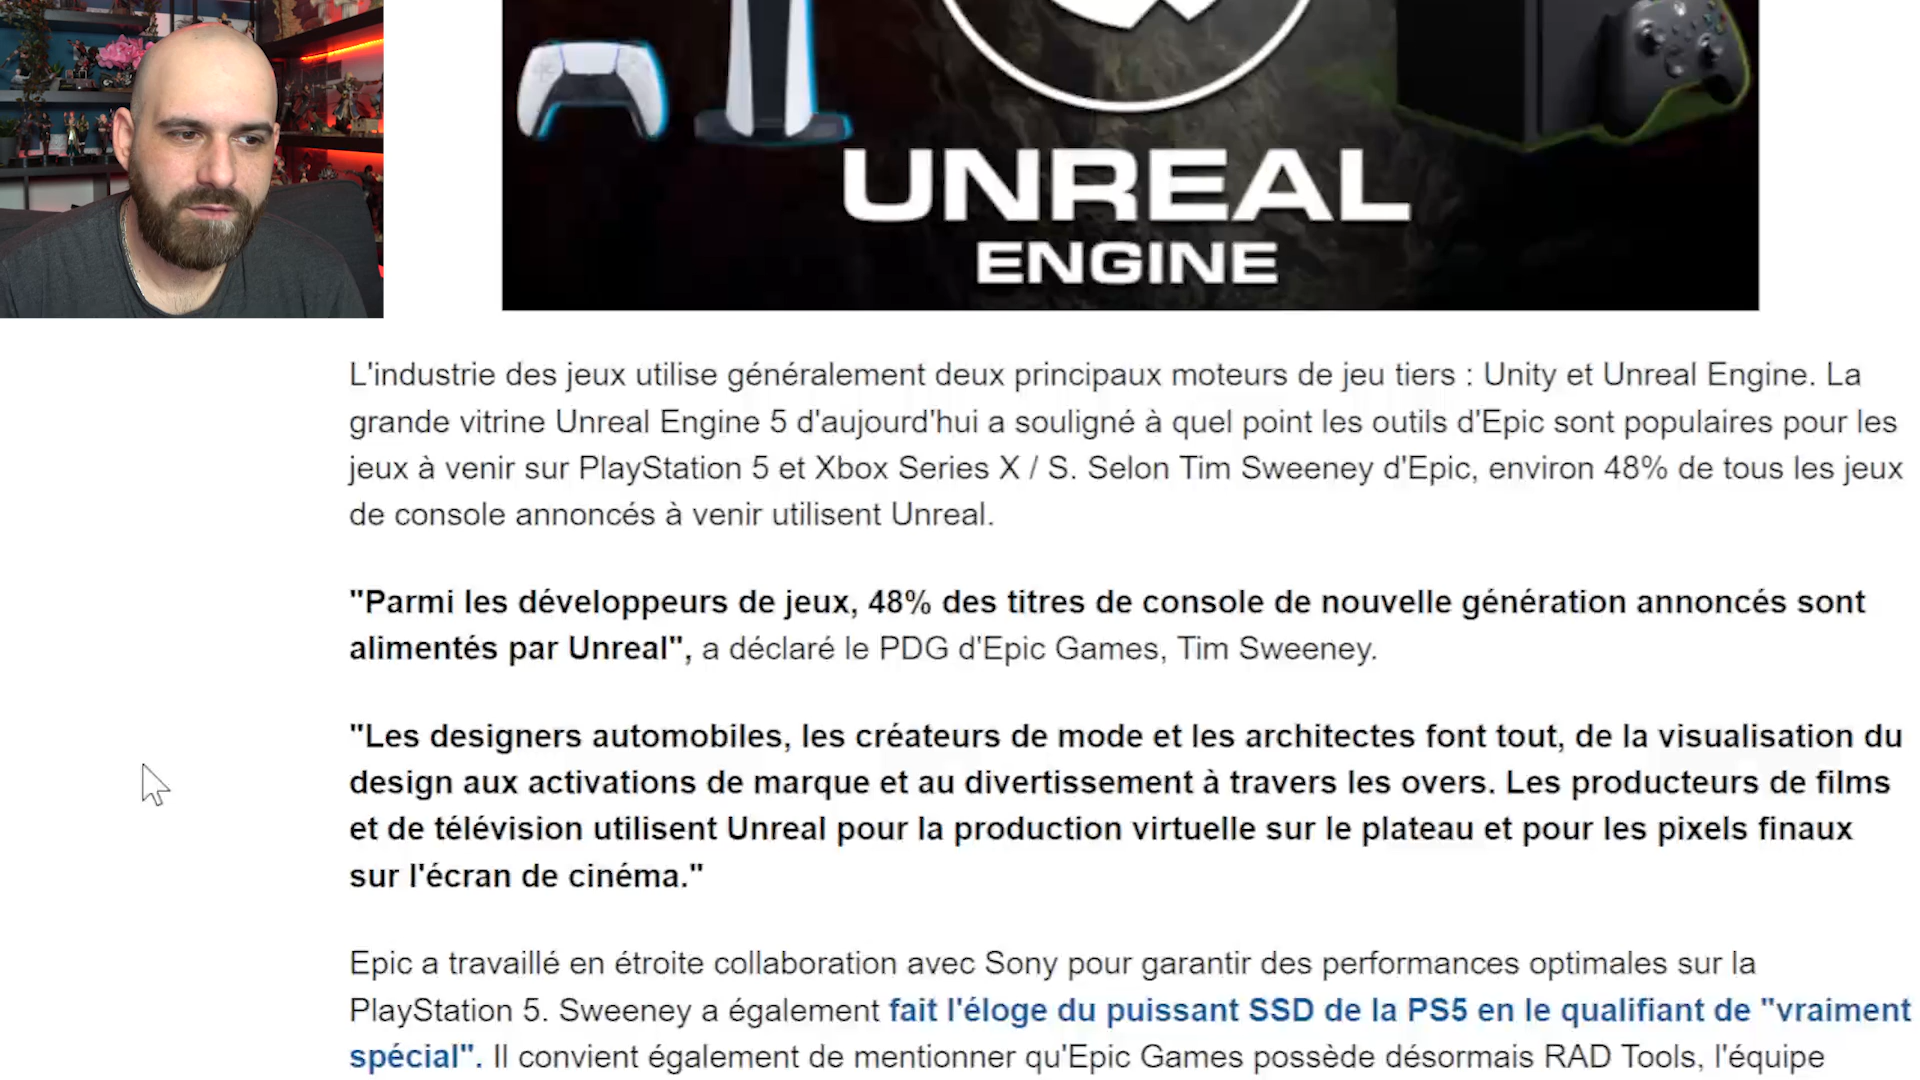 UNREAL
ENGINE
L'industrie des jeux utilise généralement deux principaux moteurs de jeu tiers : Unity et Unreal Engine. La
grande vitrine Unreal Engine 5 d'aujourd'hui a souligné à quel point les outils d'Epic sont populaires pour les
jeux à venir sur PlayStation 5 et Xbox Series X / S. Selon Tim Sweeney d'Epic, environ 48% de tous les jeux
de console annoncés à venir utilisent Unreal.
"Parmi les développeurs de jeux, 48% des titres de console de nouvelle génération annoncés sont
alimentés par Unreal", a déclaré le PDG d'Epic Games, Tim Sweeney.
"Les designers automobiles, les créateurs de mode et les architectes font tout, de la visualisation du
design aux activations de marque et au divertissement à travers les overs. Les producteurs de films
et de télévision utilisent Unreal pour la production virtuelle sur le plateau et pour les pixels finaux
sur l'écran de cinéma."
Epic a travaillé en étroite collaboration avec Sony pour garantir des performances optimales sur la
PlayStation 5. Sweeney a également fait l'éloge du puissant SSD de la PS5 en le qualifiant de "vraiment
spécial". Il convient également de mentionner qu'Epic Games possède désormais RAD Tools, l'équipe